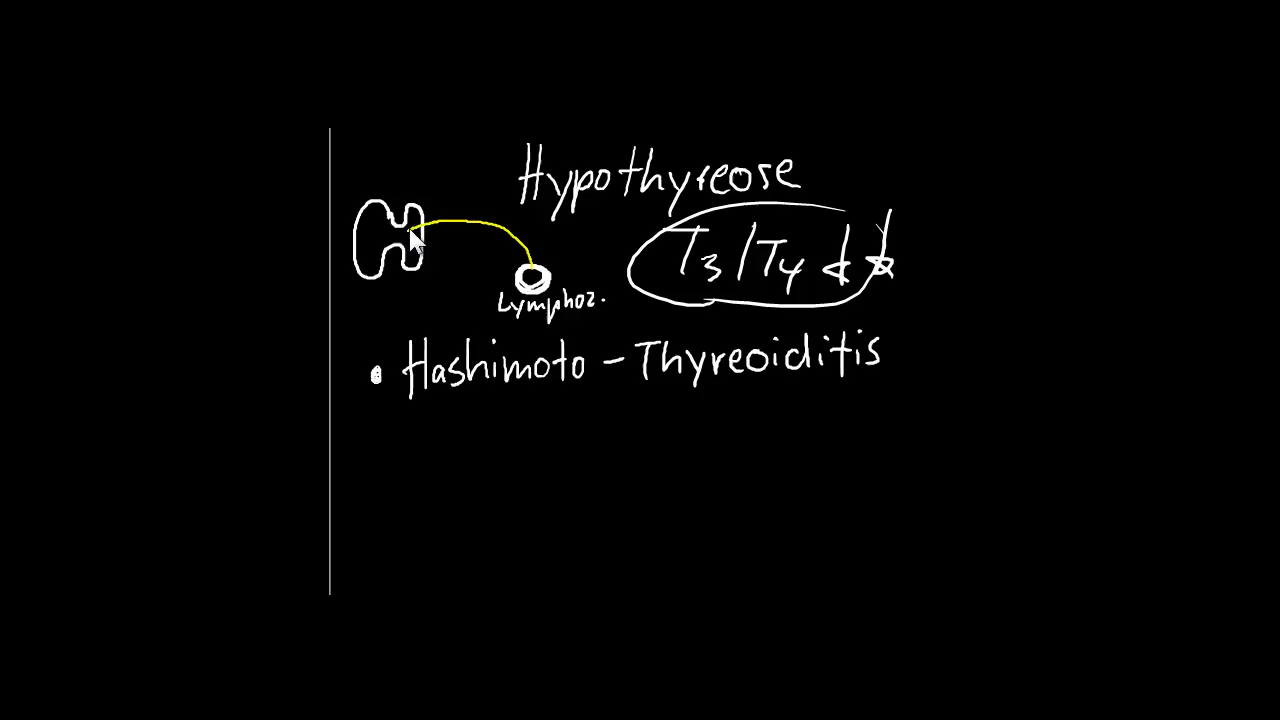 Hypothyreose
T3/T4 ↓↓
Lymphoz.
• Hashimoto - Thyreoiditis